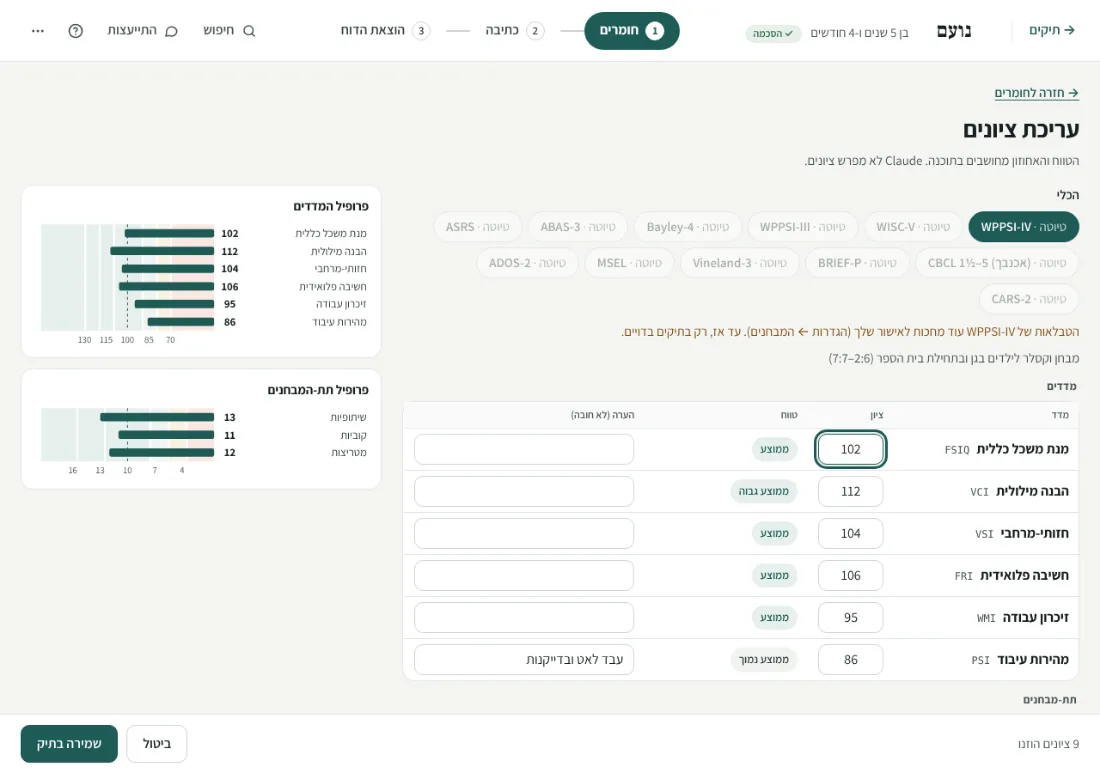 תיקים
נועם
בן 5 שנים ו-4 חודשים
הסכמה
1 חומרים
2 כתיבה
3 הוצאת הדוח
חיפוש
התייעצות
חזרה לחומרים
עריכת ציונים
הטווח והאחוזון מחושבים בתוכנה. Claude לא מפרש ציונים.
הכלי
WPPSI-IV · טיוטה
WISC-V · טיוטה
WPPSI-III · טיוטה
Bayley-4 · טיוטה
ABAS-3 · טיוטה
ASRS · טיוטה
CBCL 1½–5 (אכנבך) · טיוטה
BRIEF-P · טיוטה
Vineland-3 · טיוטה
MSEL · טיוטה
ADOS-2 · טיוטה
CARS-2 · טיוטה
הטבלאות של WPPSI-IV עוד מחכות לאישור שלך (הגדרות ← המבחנים). עד אז, רק בתיקים בדויים.
מבחן וקסלר לילדים בגן ובתחילת בית הספר (2:6–7:7)
מדדים
מדד ציון טווח הערה (לא חובה)
מנת משכל כללית FSIQ 102 ממוצע
הבנה מילולית VCI 112 ממוצע גבוה
חזותי-מרחבי VSI 104 ממוצע
חשיבה פלואידית FRI 106 ממוצע
זיכרון עבודה WMI 95 ממוצע
מהירות עיבוד PSI 86 ממוצע נמוך עבד לאט ובדייקנות
תת-מבחנים
פרופיל המדדים
מנת משכל כללית 102
הבנה מילולית 112
חזותי-מרחבי 104
חשיבה פלואידית 106
זיכרון עבודה 95
מהירות עיבוד 86
130 115 100 85 70
פרופיל תת-המבחנים
שיתופיות 13
קוביות 11
מטריצות 12
16 13 10 7 4
9 ציונים הוזנו
ביטול
שמירה בתיק